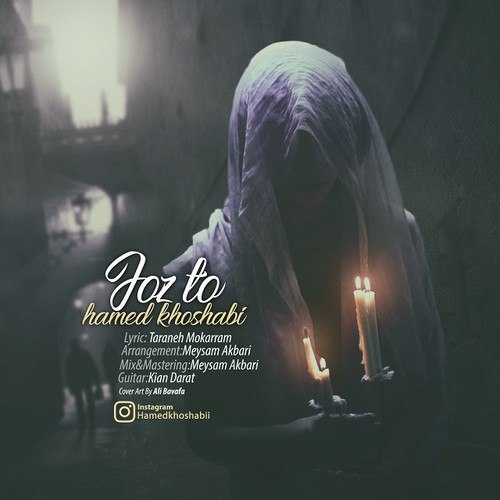 Joz to
hamed khoshabi
Lyric: Taraneh Mokarram
Arrangement:Meysam Akbari
Mix&Mastering:Meysam Akbari
Guitar:Kian Darat
Cover Art By Ali Bavafa
Instagram
Hamedkhoshabii